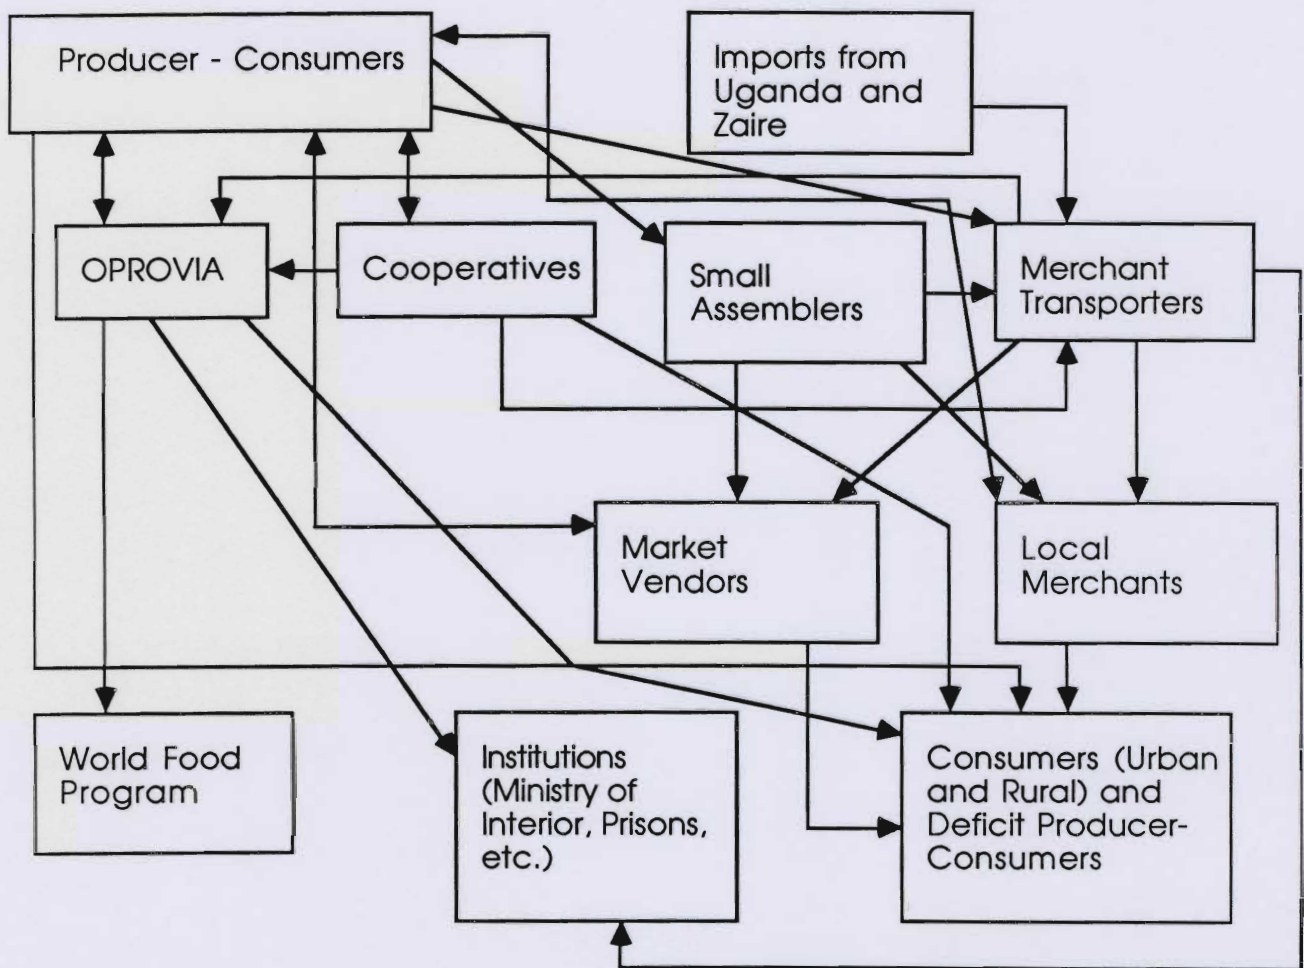 Producer - Consumers
Imports from
Uganda and
Zaire
OPROVIA
Cooperatives
Small
Assemblers
Merchant
Transporters
Market
Vendors
Local
Merchants
World Food
Program
Institutions
(Ministry of
Interior, Prisons,
etc.)
Consumers (Urban
and Rural) and
Deficit Producer-
Consumers